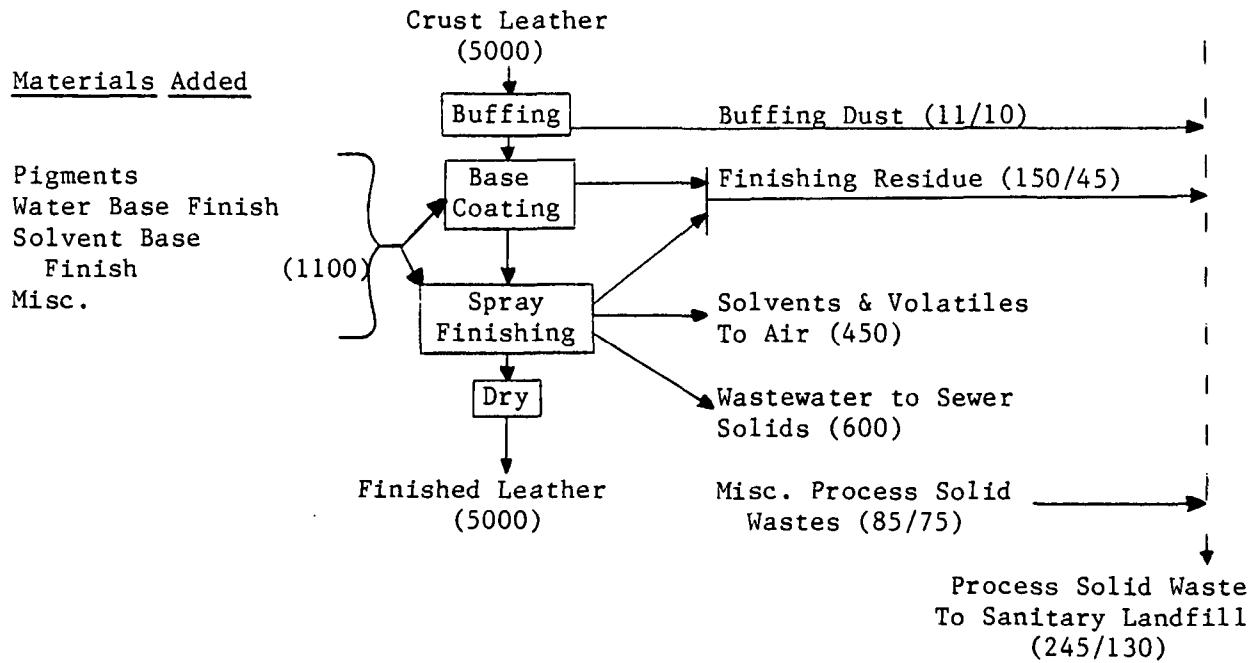 Crust Leather
(5000)
Materials Added
Buffing
Buffing Dust (11/10)
Pigments
Water Base Finish
Solvent Base
Finish (1100)
Misc.
Base
Coating
Finishing Residue (150/45)
Spray
Finishing
Solvents & Volatiles
To Air (450)
Dry
Wastewater to Sewer
Solids (600)
Finished Leather
(5000)
Misc. Process Solid
Wastes (85/75)
Process Solid Waste
To Sanitary Landfill
(245/130)